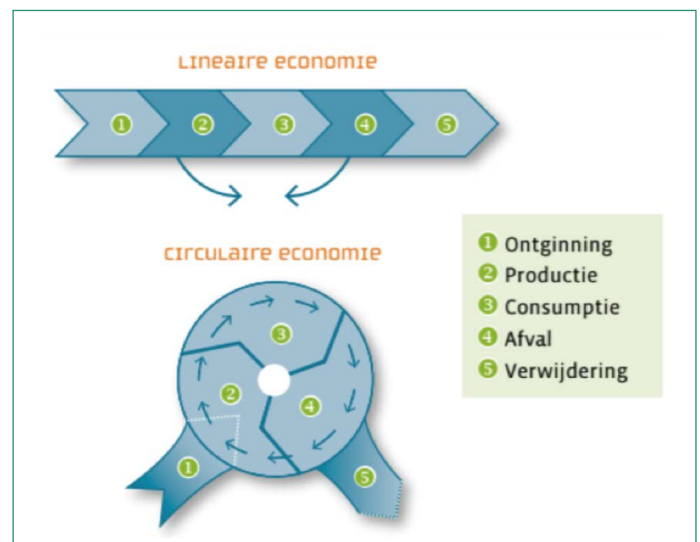 LINEAIRE ECONOMIE
1 2 3 4 5
CIRCULAIRE ECONOMIE
3
2
4
1
5
1 Ontginning
2 Productie
3 Consumptie
4 Afval
5 Verwijdering